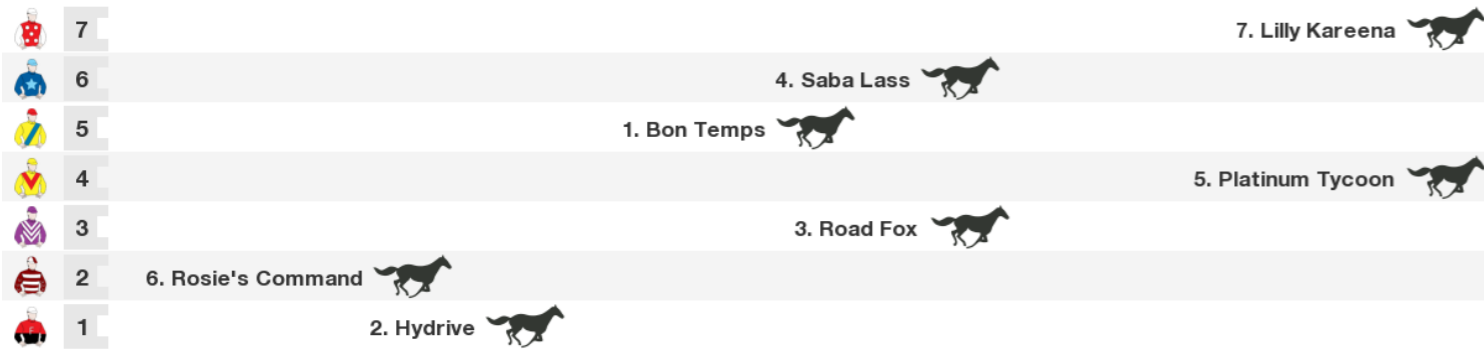 7 7. Lilly Kareena
6 4. Saba Lass
5 1. Bon Temps
4 5. Platinum Tycoon
3 3. Road Fox
2 6. Rosie's Command
1 2. Hydrive